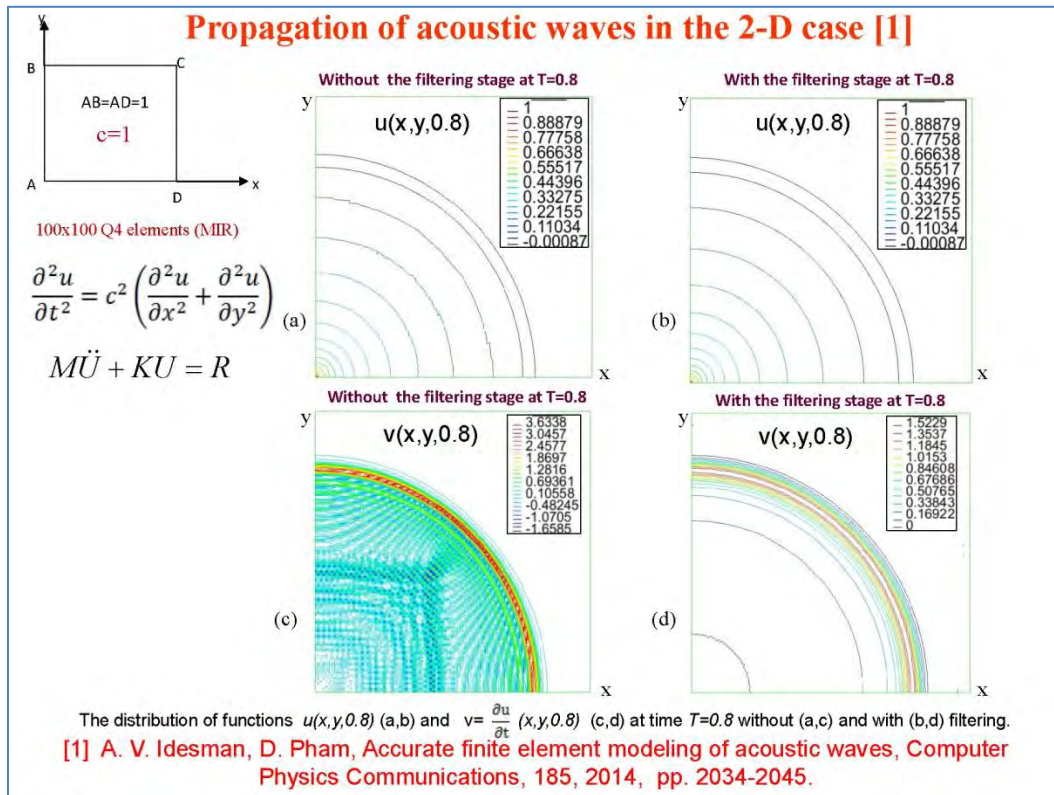 Propagation of acoustic waves in the 2-D case [1]
y
B
C
AB=AD=1
c=1
A
D
x
100x100 Q4 elements (MIR)
∂²u/∂t² = c² (∂²u/∂x² + ∂²u/∂y²)
MÜ + KU = R
Without the filtering stage at T=0.8
y
u(x,y,0.8)
1
0.88879
0.77758
0.66638
0.55517
0.44396
0.33275
0.22155
0.11034
-0.00087
(a)
x
With the filtering stage at T=0.8
y
u(x,y,0.8)
1
0.88879
0.77758
0.66638
0.55517
0.44396
0.33275
0.22155
0.11034
-0.00087
(b)
x
Without the filtering stage at T=0.8
y
v(x,y,0.8)
3.6338
3.0457
2.4577
1.8697
1.2816
0.69361
0.10558
-0.48245
-1.0705
-1.6585
(c)
x
With the filtering stage at T=0.8
y
v(x,y,0.8)
1.5229
1.3537
1.1845
1.0153
0.84608
0.67686
0.50765
0.33843
0.16922
0
(d)
x
The distribution of functions u(x,y,0.8) (a,b) and v= ∂u/∂t (x,y,0.8) (c,d) at time T=0.8 without (a,c) and with (b,d) filtering.
[1] A. V. Idesman, D. Pham, Accurate finite element modeling of acoustic waves, Computer
Physics Communications, 185, 2014, pp. 2034-2045.